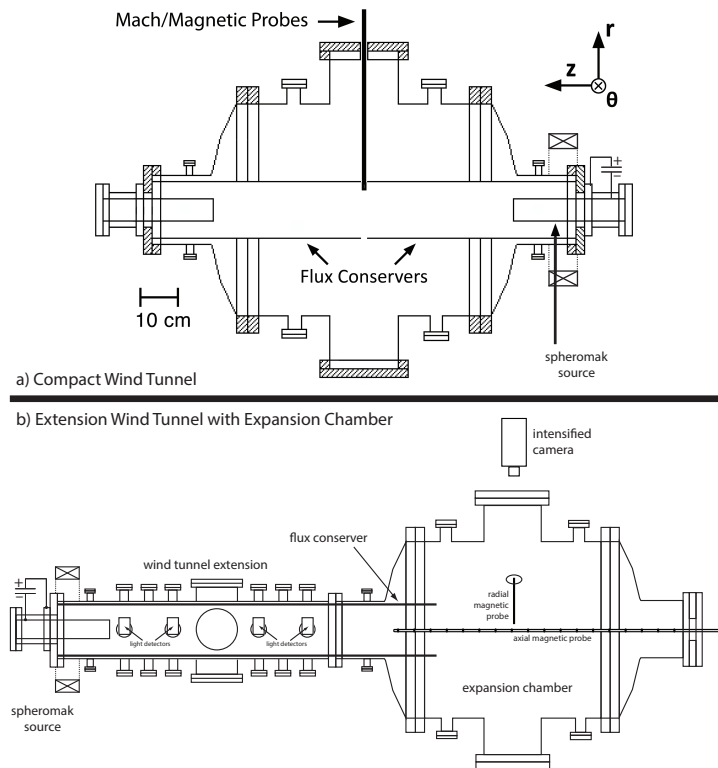 Mach/Magnetic Probes
r
z
θ
+
−
Flux Conservers
10 cm
spheromak
source
a) Compact Wind Tunnel
b) Extension Wind Tunnel with Expansion Chamber
intensified
camera
flux conserver
wind tunnel extension
+
−
radial
magnetic
probe
light detectors
light detectors
axial magnetic probe
expansion chamber
spheromak
source